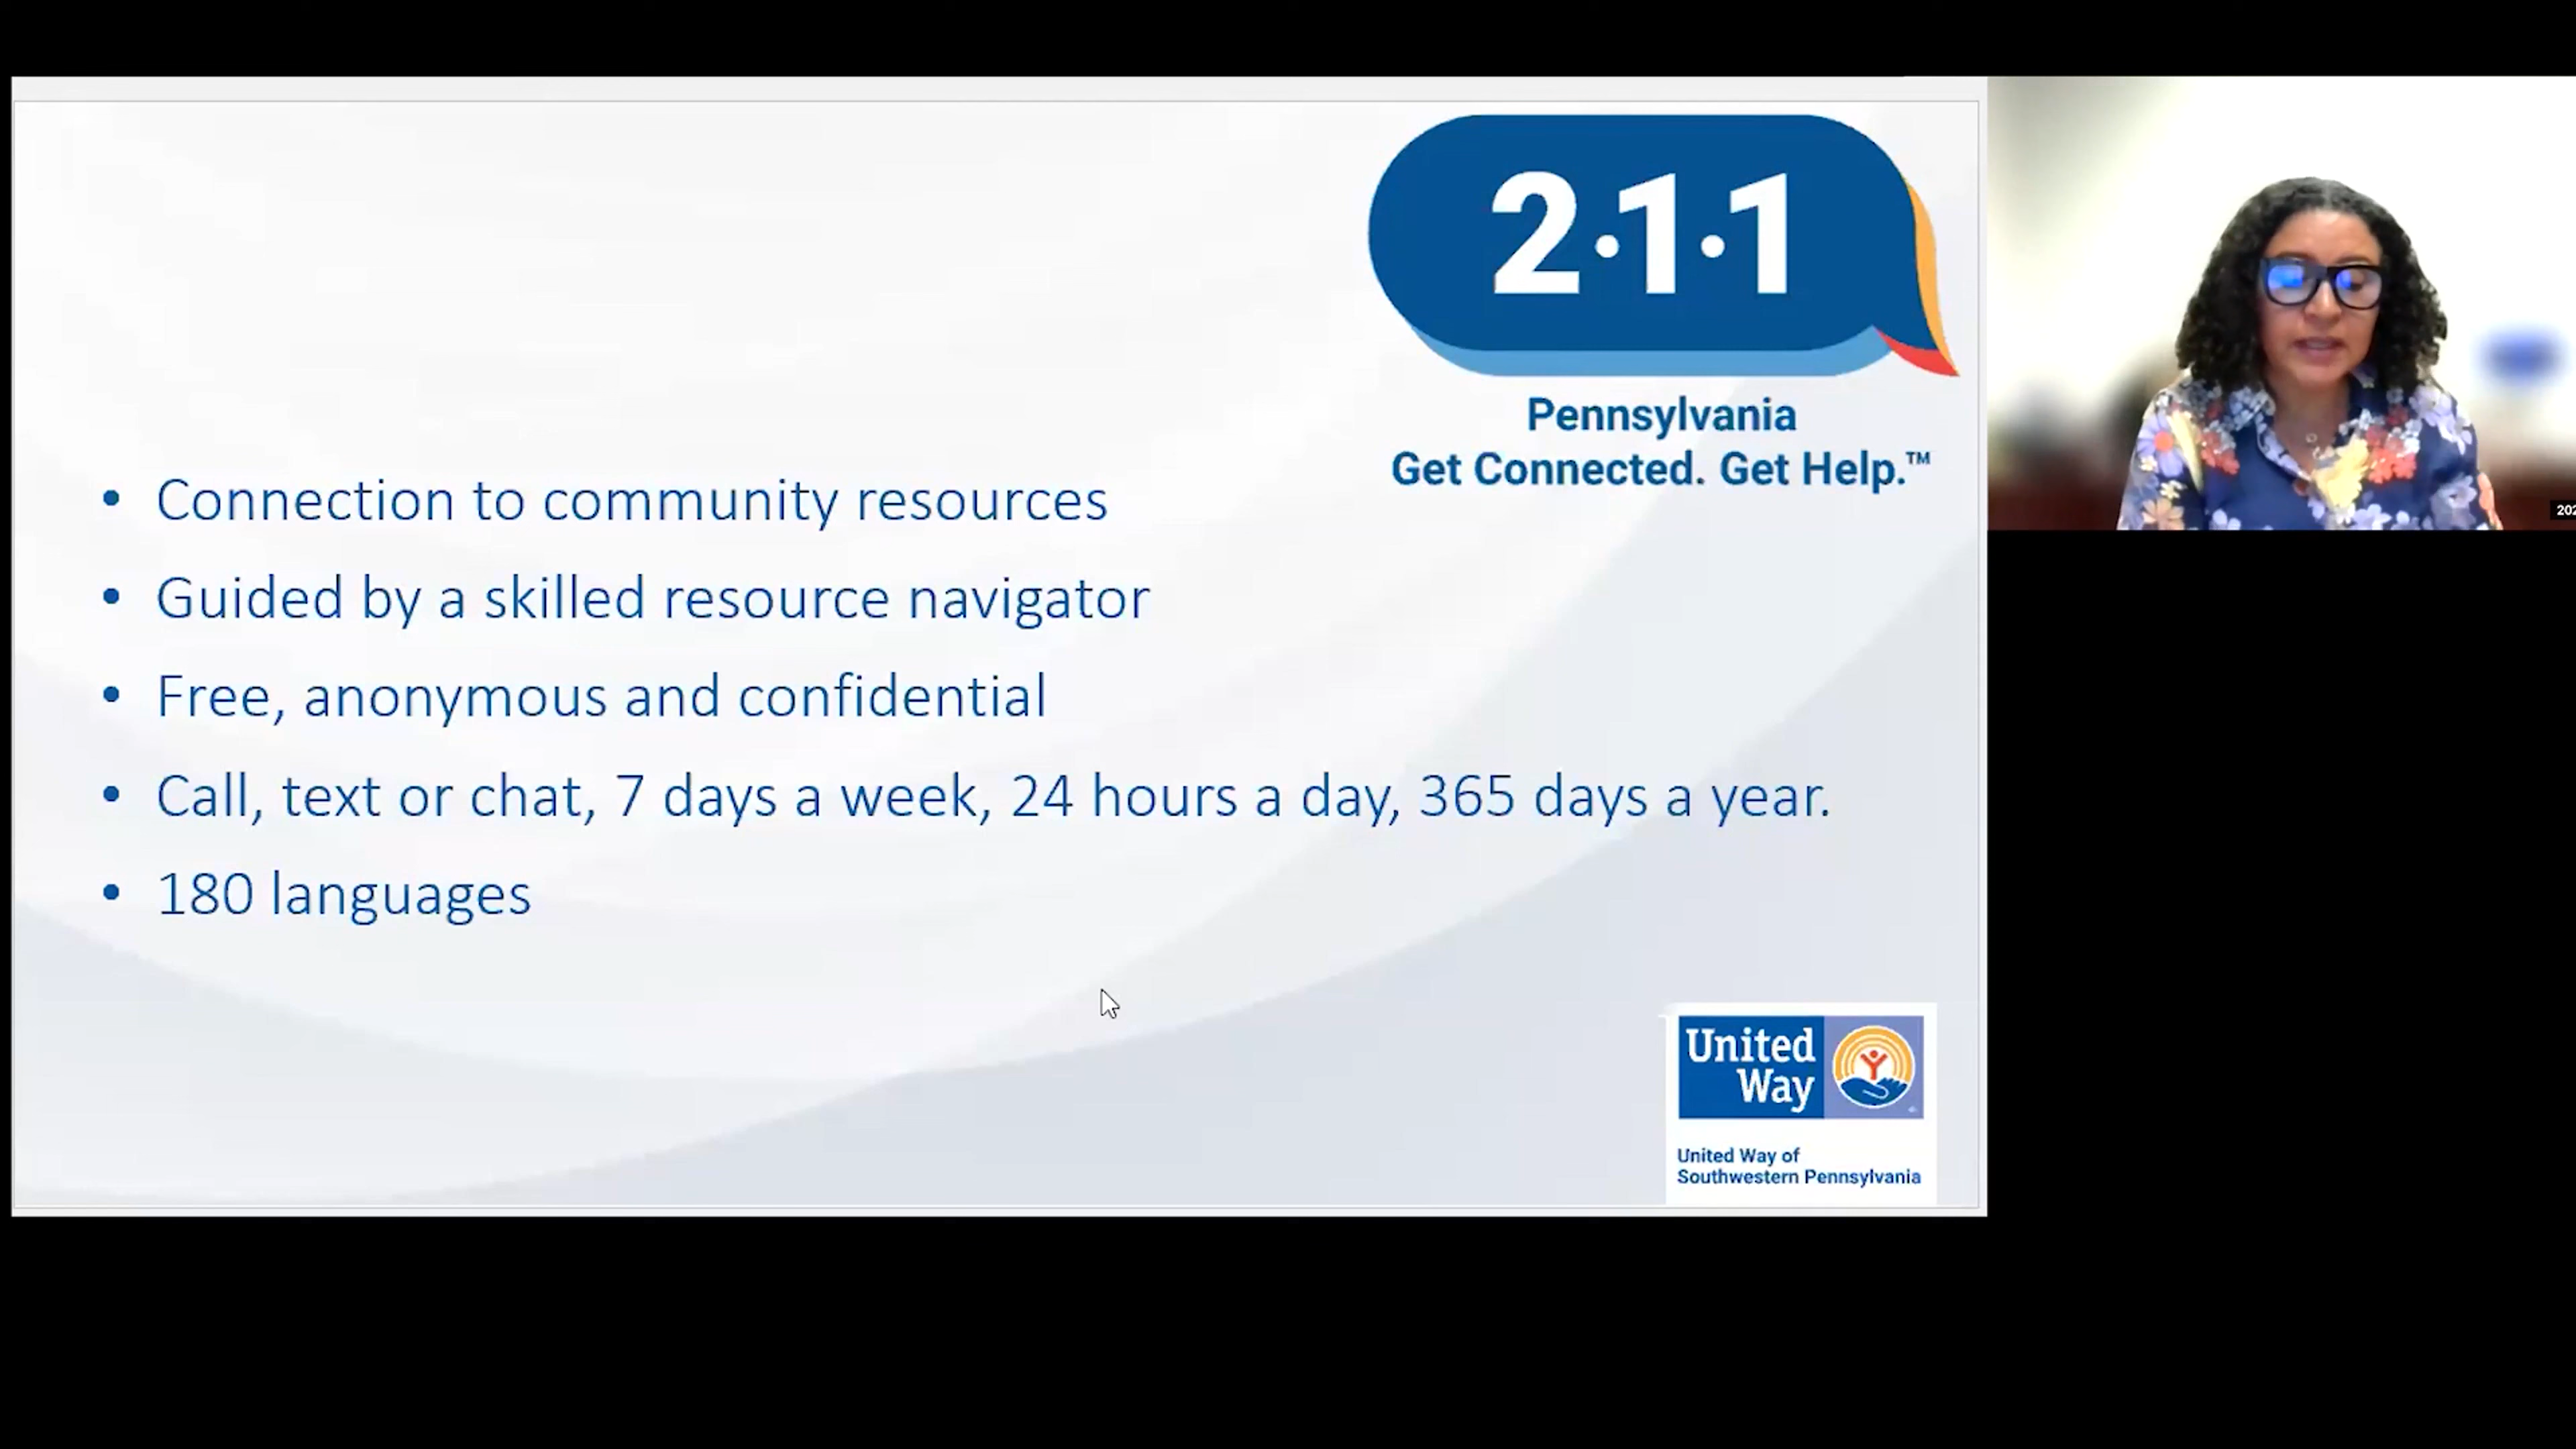 2·1·1
Pennsylvania
Get Connected. Get Help.™
• Connection to community resources
• Guided by a skilled resource navigator
• Free, anonymous and confidential
• Call, text or chat, 7 days a week, 24 hours a day, 365 days a year.
• 180 languages
United
Way
United Way of
Southwestern Pennsylvania